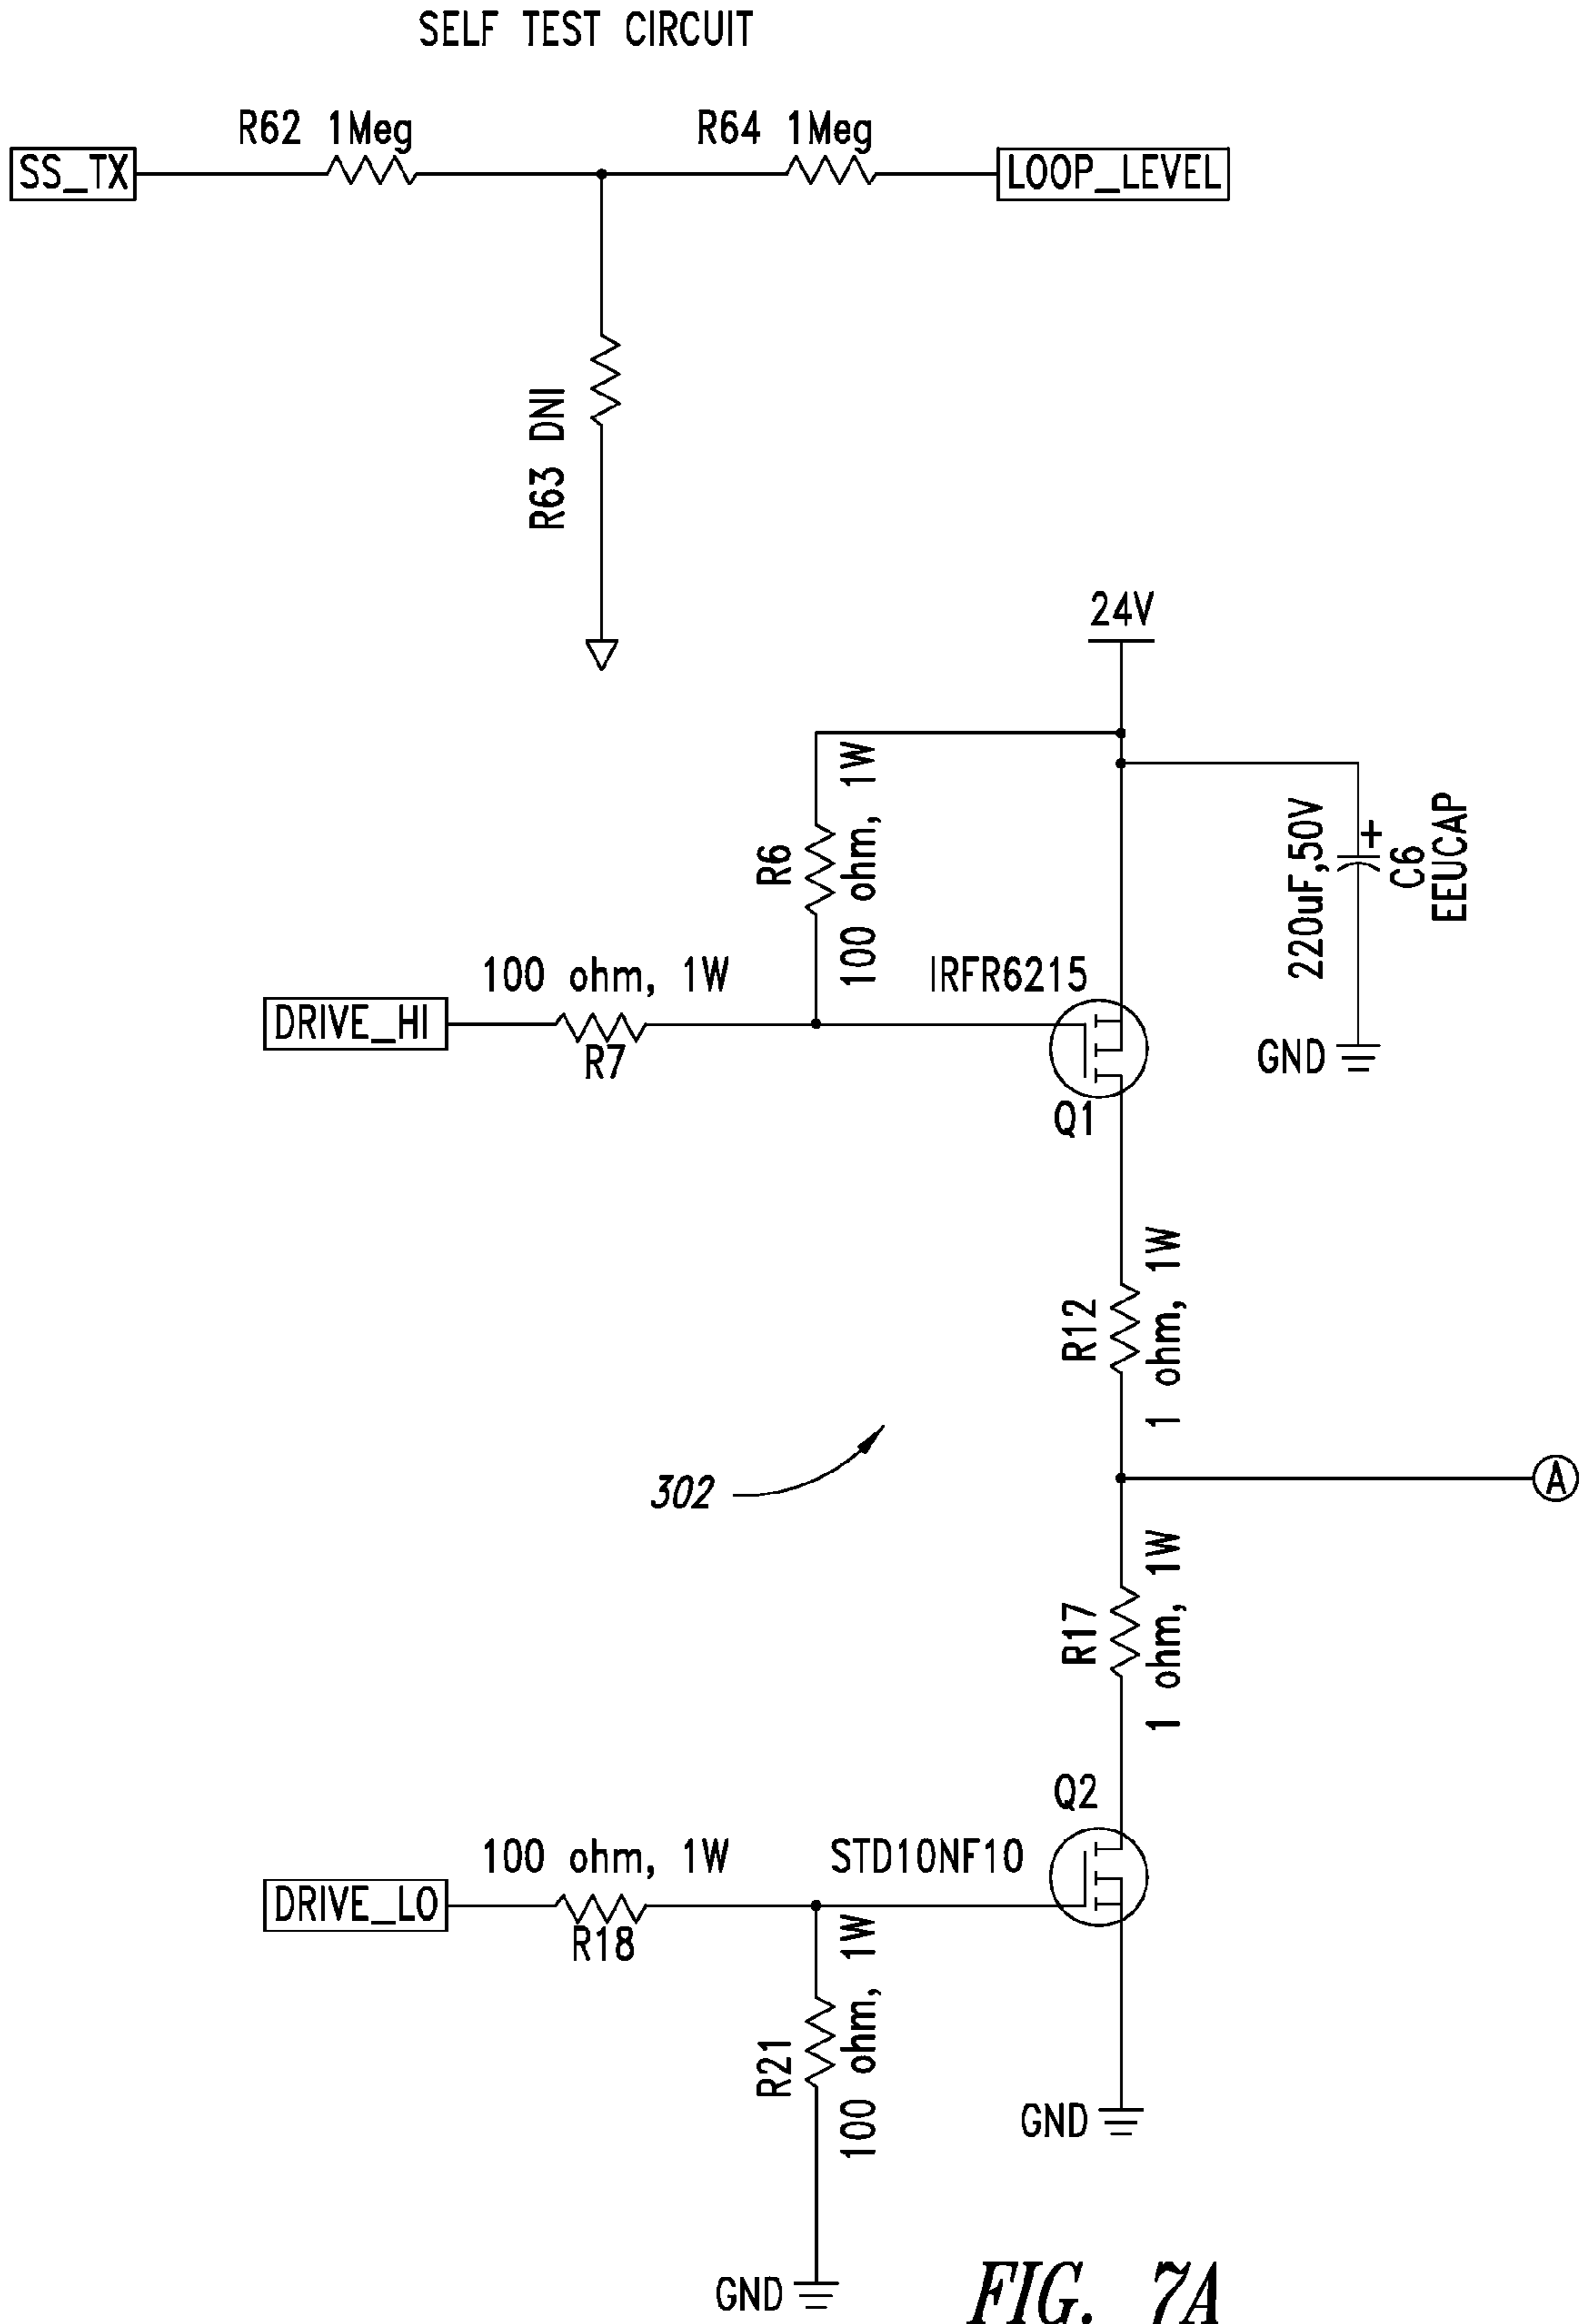 SELF TEST CIRCUIT
R62 1Meg
R64 1Meg
SS_TX
LOOP_LEVEL
R63 DNI
24V
R6
100 ohm, 1W
220uF,50V
+
C6
EEUCAP
GND
100 ohm, 1W
IRFR6215
DRIVE_HI
R7
Q1
R12
1 ohm, 1W
302
A
R17
1 ohm, 1W
Q2
100 ohm, 1W
STD10NF10
DRIVE_LO
R18
R21
100 ohm, 1W
GND
GND
FIG. 7A